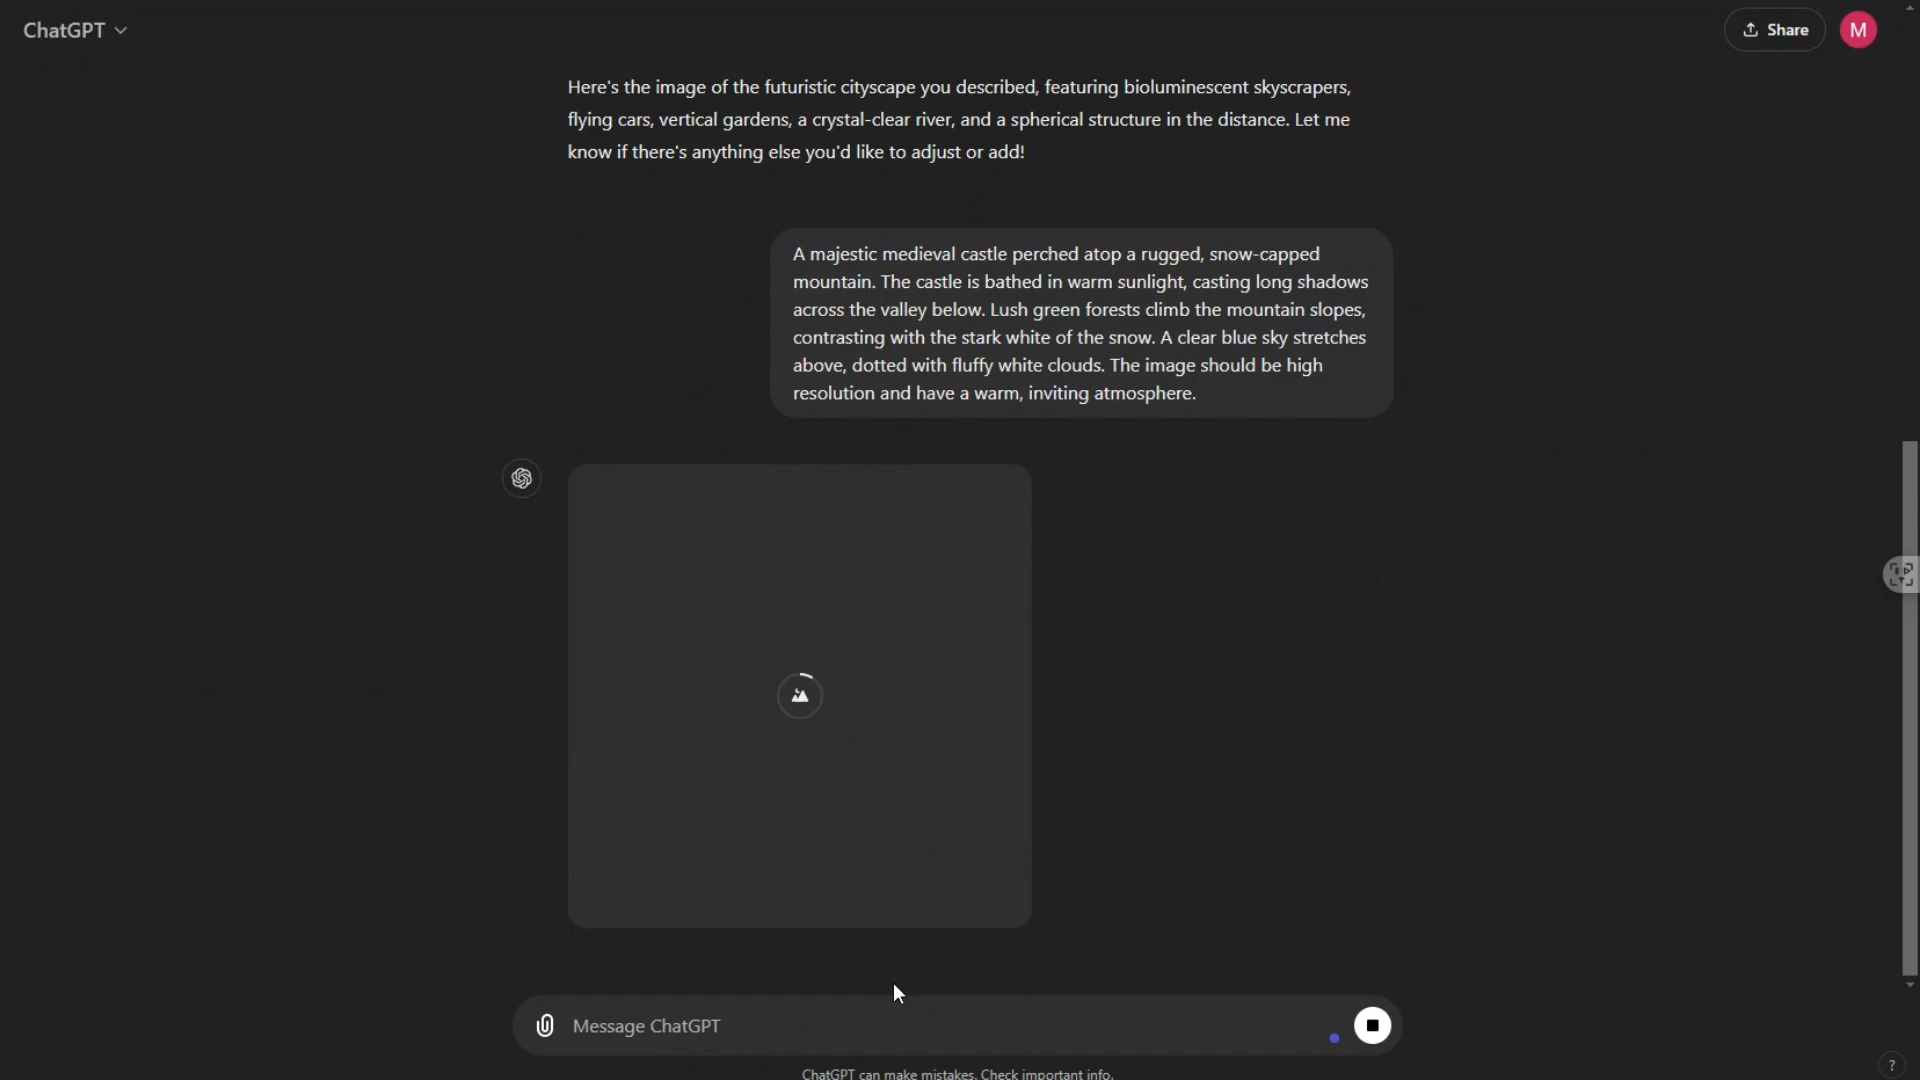 ChatGPT
Share
M
Here's the image of the futuristic cityscape you described, featuring bioluminescent skyscrapers,
flying cars, vertical gardens, a crystal-clear river, and a spherical structure in the distance. Let me
know if there's anything else you'd like to adjust or add!
A majestic medieval castle perched atop a rugged, snow-capped
mountain. The castle is bathed in warm sunlight, casting long shadows
across the valley below. Lush green forests climb the mountain slopes,
contrasting with the stark white of the snow. A clear blue sky stretches
above, dotted with fluffy white clouds. The image should be high
resolution and have a warm, inviting atmosphere.
Message ChatGPT
ChatGPT can make mistakes. Check important info.
?